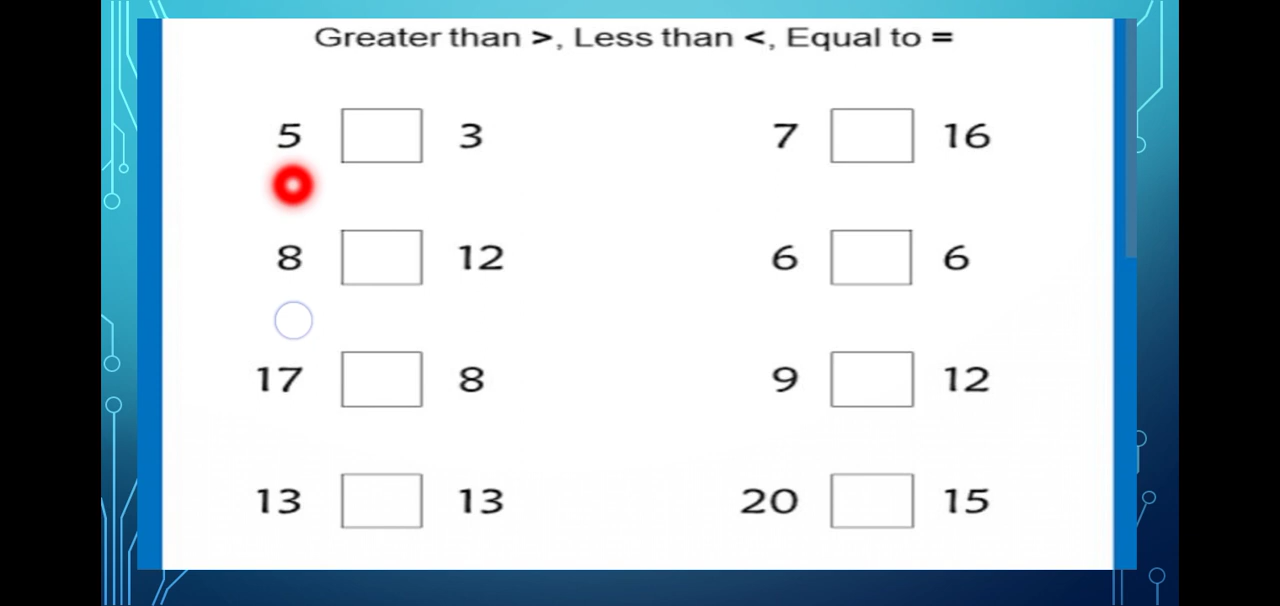 Greater than >, Less than <, Equal to =
5 3 7 16
8 12 6 6
17 8 9 12
13 13 20 15